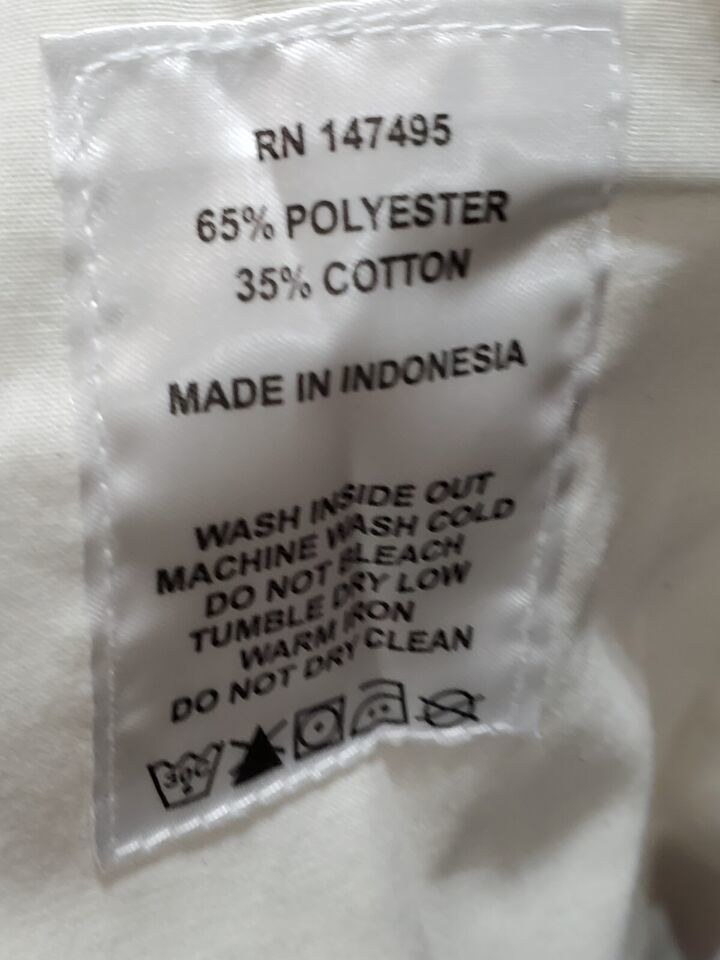 RN 147495
65% POLYESTER
35% COTTON
MADE IN INDONESIA
WASH INSIDE OUT
MACHINE WASH COLD
DO NOT BLEACH
TUMBLE DRY LOW
WARM IRON
DO NOT DRY CLEAN
30C